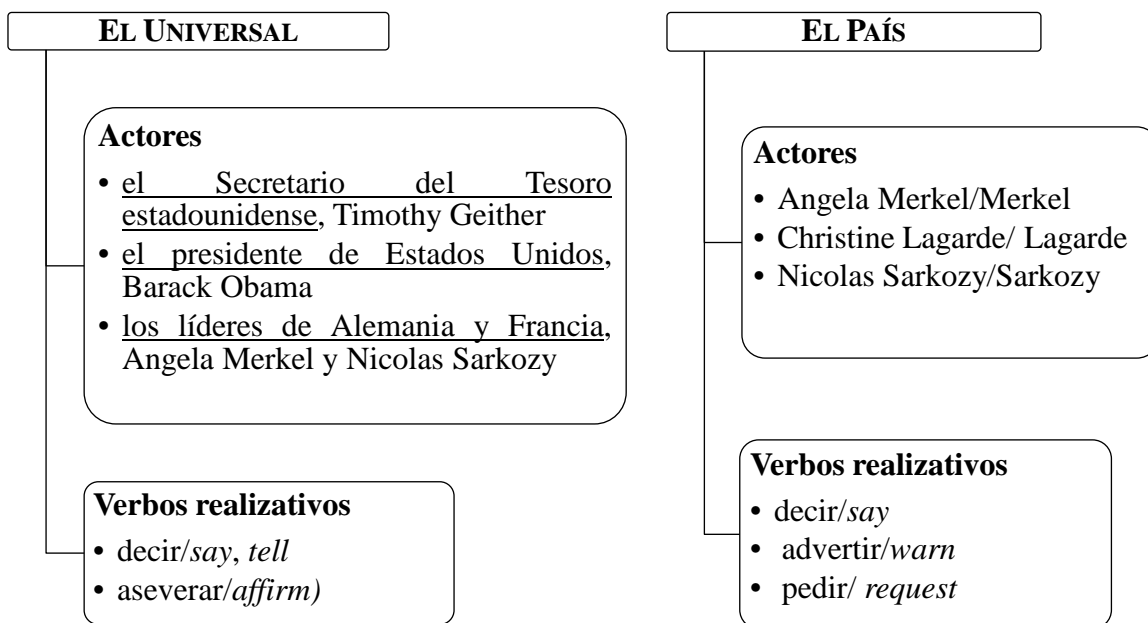 EL UNIVERSAL
Actores
• el Secretario del Tesoro
estadounidense, Timothy Geither
• el presidente de Estados Unidos,
Barack Obama
• los líderes de Alemania y Francia,
Angela Merkel y Nicolas Sarkozy
Verbos realizativos
• decir/say, tell
• aseverar/affirm)
EL PAÍS
Actores
• Angela Merkel/Merkel
• Christine Lagarde/ Lagarde
• Nicolas Sarkozy/Sarkozy
Verbos realizativos
• decir/say
• advertir/warn
• pedir/ request